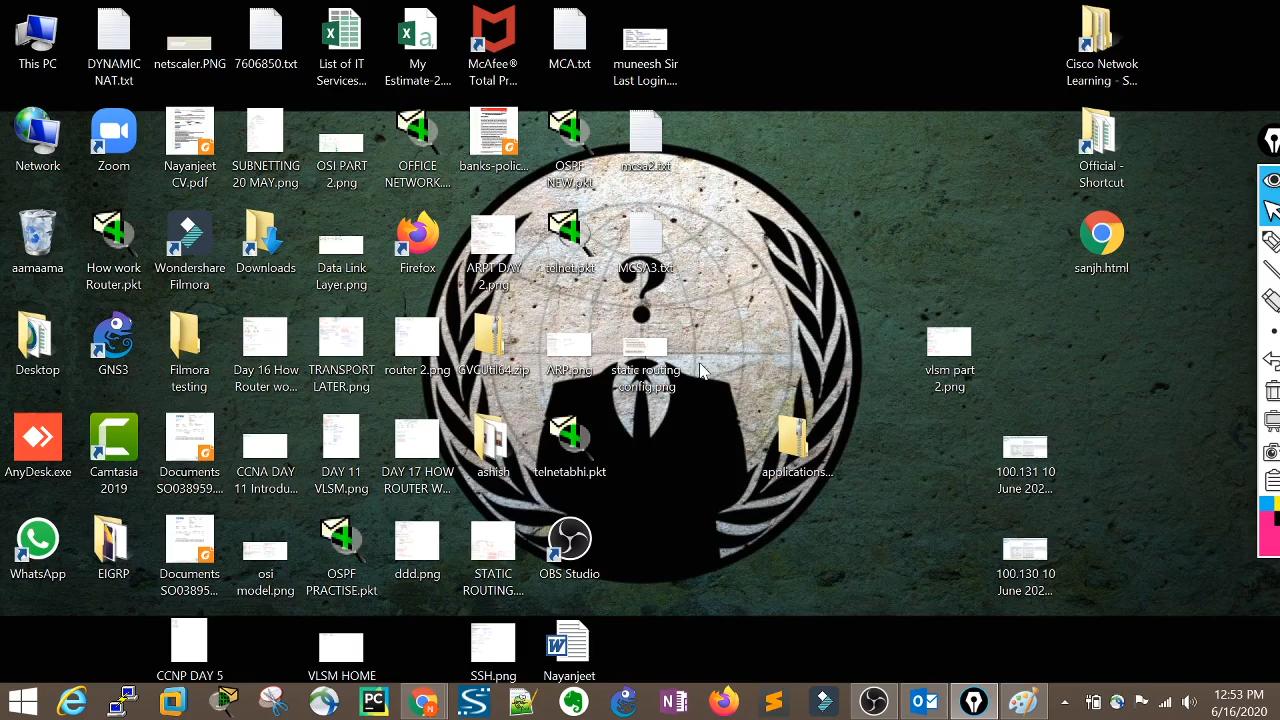 This PC
DYNAMIC
NAT.txt
netscaler.PNG
7606850.txt
List of IT
Services...
My
Estimate-2....
McAfee®
Total Pr...
MCA.txt
muneesh Sir
Last Login....
Cisco Netwok
Learning - S...
Network
Zoom
Nayanjeet
CV.pdf
SUBNETTING
20 MAY.png
OSI PART
2.png
OFFICE
NETWORK....
banks-polic...
OSPF
NEW.pkt
mcsa2.txt
Official -
Shortcut
aamaans
How work
Router.pxt
Wondershare
Filmora
Downloads
Data Link
Layer.png
Firefox
ARPT DAY
2.png
telnet.pkt
MCSA3.txt
sanjh.html
Desktop
GNS3
Filmora
testing
Day 16 How
Router wo...
TRANSPORT
LATER.png
router 2.png
GVCUtil64.zip
ARP.png
static routing
config.png
vlsm part
2.png
AnyDesk.exe
Camtasia
2019
Documents
SO038959....
CCNA DAY
11 Introdu...
DAY 11
VLSM.png
DAY 17 HOW
ROUTER W...
ashish
telnetabhi.pkt
applications...
100.131 10
June 202...
WhatsApp
EIGRP
Documents
SO03895...
osi
model.png
OSPF
PRACTISE.pkt
ddd.png
STATIC
ROUTING....
OBS Studio
100.130 10
June 202...
CCNP DAY 5
VLSM HOME
SSH.png
Nayanjeet
:53 PM
6/16/2020